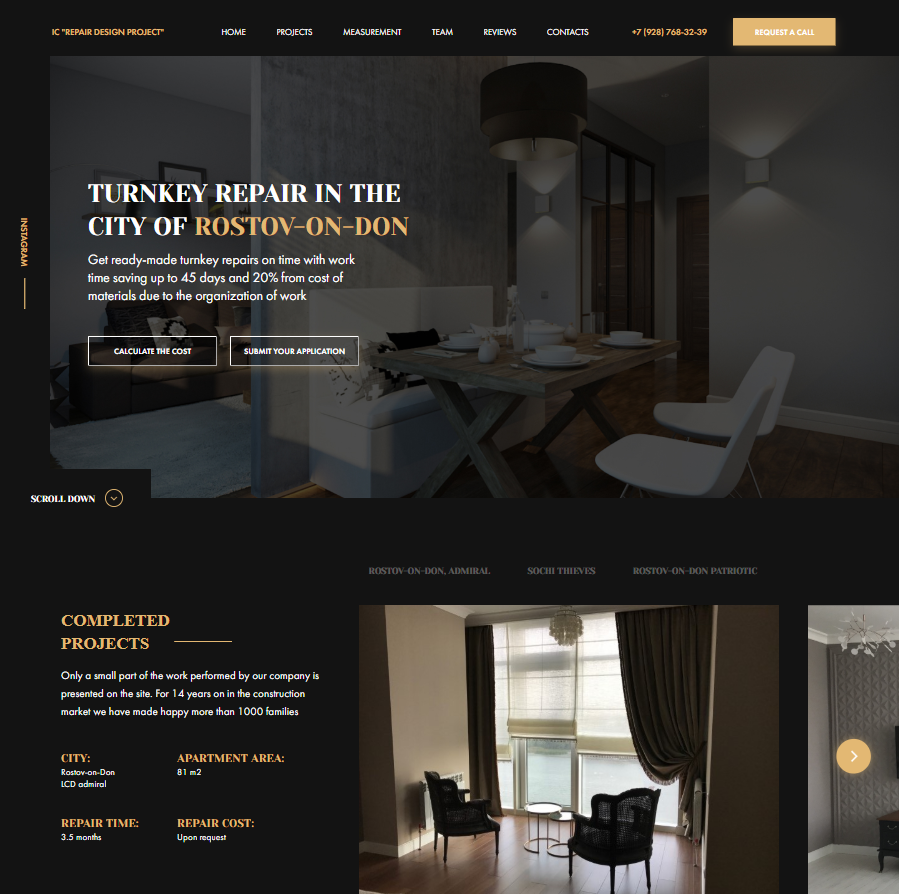 IC "REPAIR DESIGN PROJECT"
HOME
PROJECTS
MEASUREMENT
TEAM
REVIEWS
CONTACTS
+7 (928) 768-32-39
REQUEST A CALL
TURNKEY REPAIR IN THE
CITY OF ROSTOV-ON-DON
Get ready-made turnkey repairs on time with work
time saving up to 45 days and 20% from cost of
materials due to the organization of work
INSTAGRAM
CALCULATE THE COST
SUBMIT YOUR APPLICATION
SCROLL DOWN
ROSTOV-ON-DON, ADMIRAL
SOCHI THIEVES
ROSTOV-ON-DON PATRIOTIC
COMPLETED
PROJECTS
Only a small part of the work performed by our company is
presented on the site. For 14 years on in the construction
market we have made happy more than 1000 families
CITY:
Rostov-on-Don
LCD admiral
APARTMENT AREA:
81 m2
REPAIR TIME:
3.5 months
REPAIR COST:
Upon request